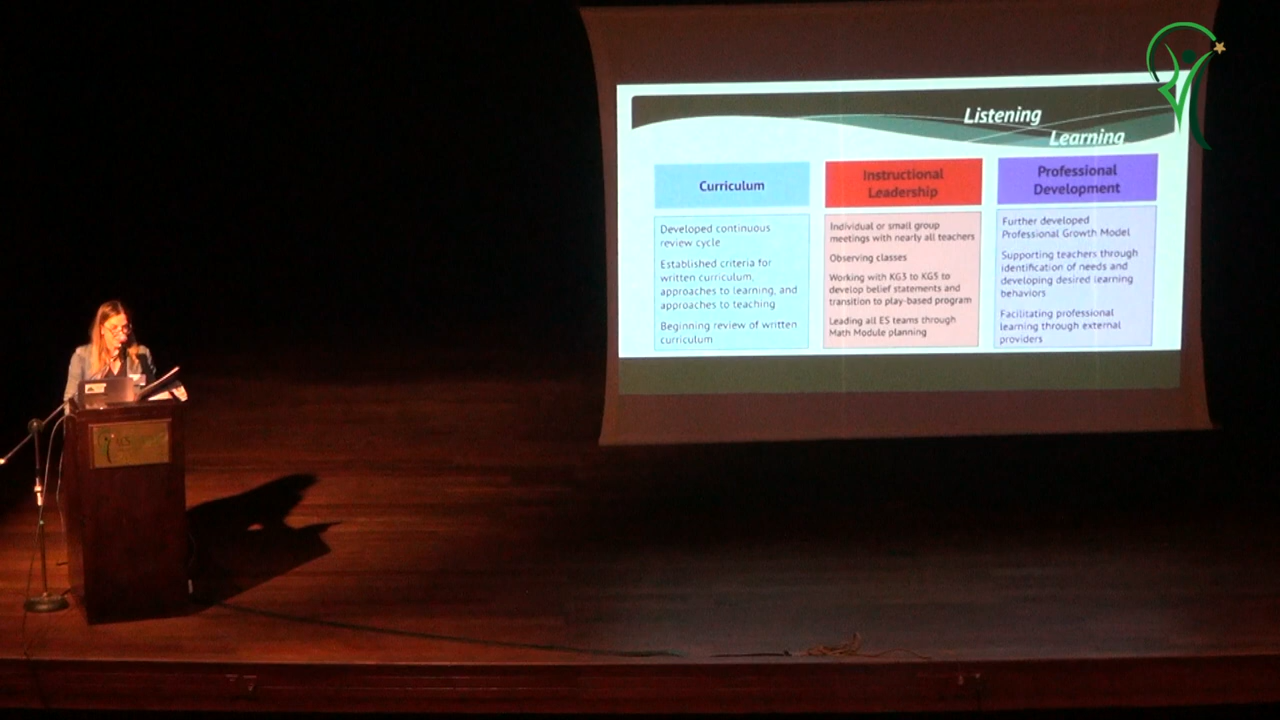 Listening
Learning
Curriculum
Developed continuous
review cycle
Established criteria for
written curriculum,
approaches to learning, and
approaches to teaching
Beginning review of written
curriculum
Instructional
Leadership
Individual or small group
meetings with nearly all teachers
Observing classes
Working with KG3 to KG5 to
develop belief statements and
transition to play-based program
Leading all ES teams through
Math Module planning
Professional
Development
Further developed
Professional Growth Model
Supporting teachers through
identification of needs and
developing desired learning
behaviors
Facilitating professional
learning through external
providers